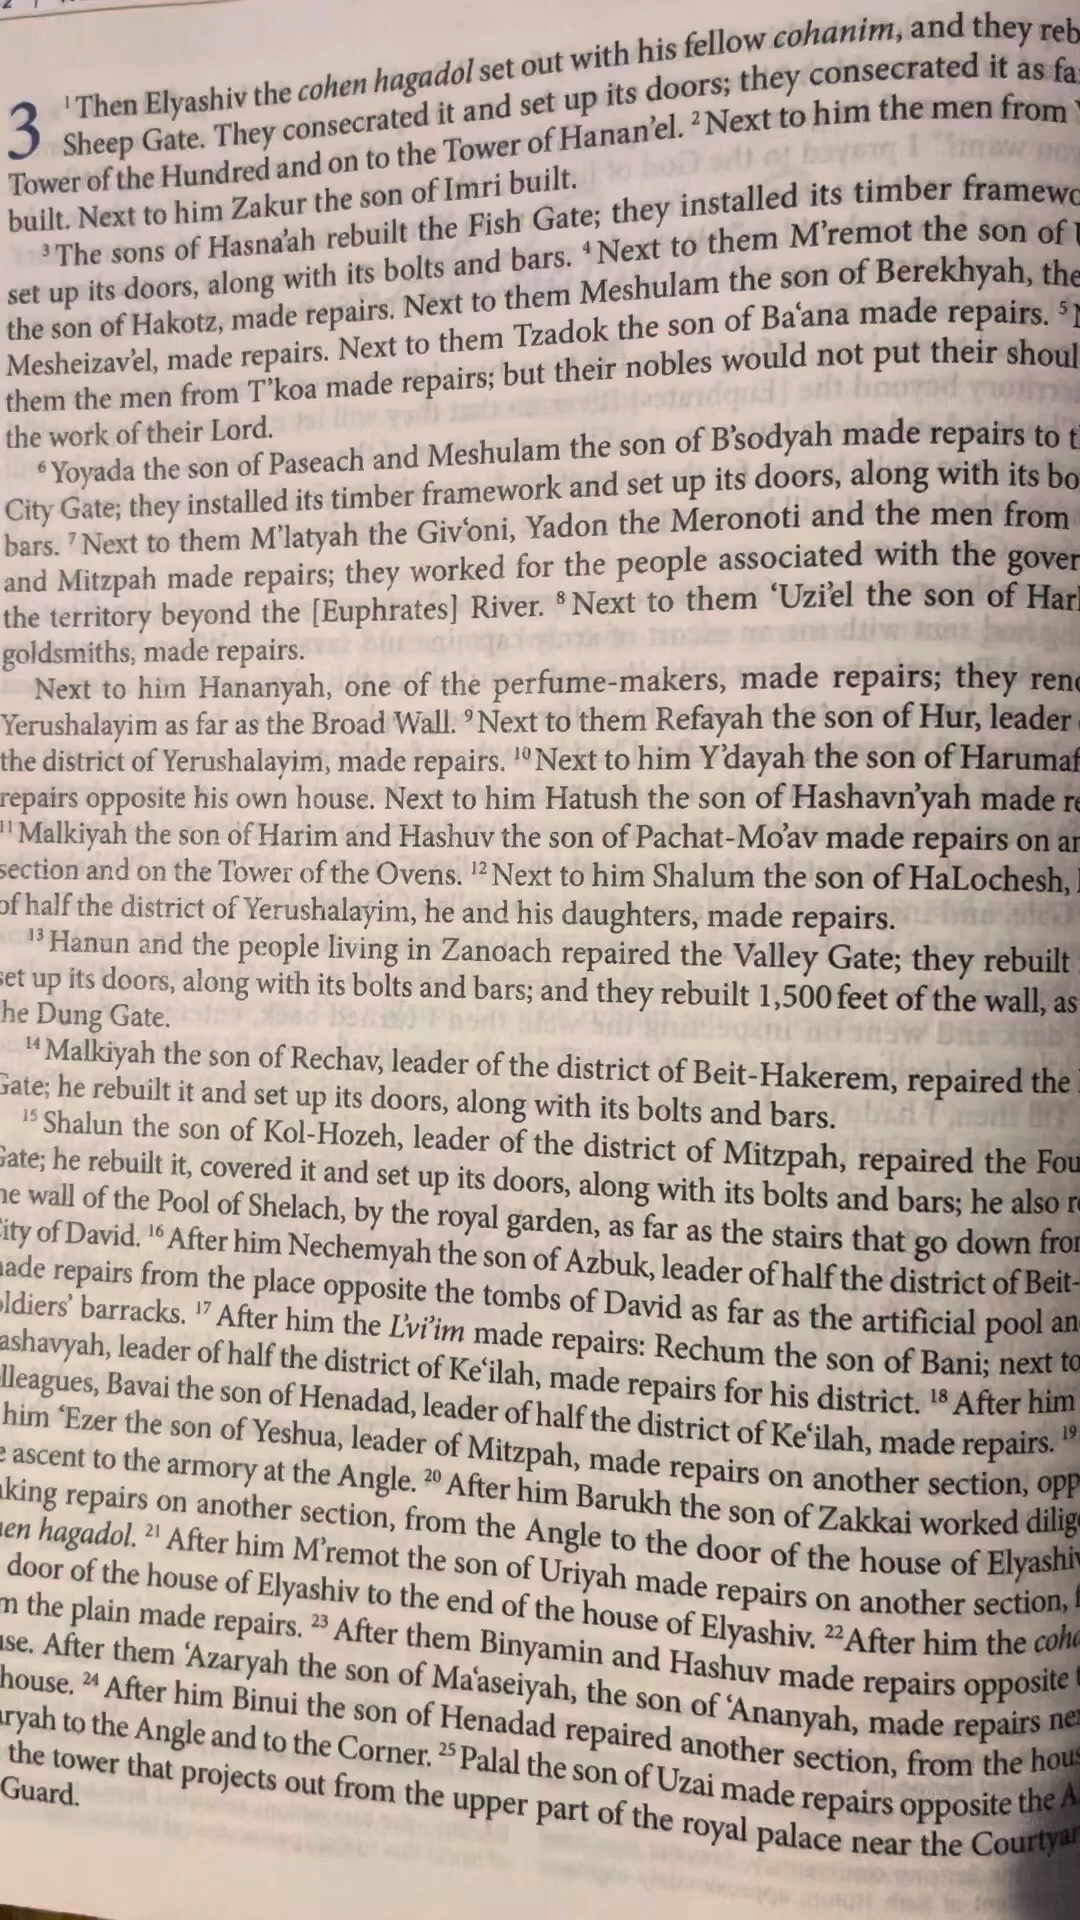 3 1 Then Elyashiv the cohen hagadol set out with his fellow cohanim, and they reb
Sheep Gate. They consecrated it and set up its doors; they consecrated it as fa
Tower of the Hundred and on to the Tower of Hanan’el. 2 Next to him the men from
built. Next to him Zakur the son of Imri built.
3 The sons of Hasna’ah rebuilt the Fish Gate; they installed its timber framewo
set up its doors, along with its bolts and bars. 4 Next to them M’remot the son of
the son of Hakotz, made repairs. Next to them Meshulam the son of Berekhyah, the
Mesheizav’el, made repairs. Next to them Tzadok the son of Ba‘ana made repairs. 5
them the men from T’koa made repairs; but their nobles would not put their shoul
the work of their Lord.
6 Yoyada the son of Paseach and Meshulam the son of B’sodyah made repairs to t
City Gate; they installed its timber framework and set up its doors, along with its bo
bars. 7 Next to them M’latyah the Giv‘oni, Yadon the Meronoti and the men from
and Mitzpah made repairs; they worked for the people associated with the gover
the territory beyond the [Euphrates] River. 8 Next to them ‘Uzi’el the son of Har
goldsmiths, made repairs.
Next to him Hananyah, one of the perfume-makers, made repairs; they reno
Yerushalayim as far as the Broad Wall. 9 Next to them Refayah the son of Hur, leader
the district of Yerushalayim, made repairs. 10 Next to him Y’dayah the son of Harumaf
repairs opposite his own house. Next to him Hatush the son of Hashavn’yah made re
11 Malkiyah the son of Harim and Hashuv the son of Pachat-Mo’av made repairs on an
section and on the Tower of the Ovens. 12 Next to him Shalum the son of HaLochesh,
of half the district of Yerushalayim, he and his daughters, made repairs.
13 Hanun and the people living in Zanoach repaired the Valley Gate; they rebuilt
set up its doors, along with its bolts and bars; and they rebuilt 1,500 feet of the wall, as
he Dung Gate.
14 Malkiyah the son of Rechav, leader of the district of Beit-Hakerem, repaired the
Gate; he rebuilt it and set up its doors, along with its bolts and bars.
15 Shalun the son of Kol-Hozeh, leader of the district of Mitzpah, repaired the Fou
Gate; he rebuilt it, covered it and set up its doors, along with its bolts and bars; he also re
he wall of the Pool of Shelach, by the royal garden, as far as the stairs that go down from
ity of David. 16 After him Nechemyah the son of Azbuk, leader of half the district of Beit-
ade repairs from the place opposite the tombs of David as far as the artificial pool an
ldiers’ barracks. 17 After him the L’vi’im made repairs: Rechum the son of Bani; next to
ashavyah, leader of half the district of Ke‘ilah, made repairs for his district. 18 After him
lleagues, Bavai the son of Henadad, leader of half the district of Ke‘ilah, made repairs. 19
him ‘Ezer the son of Yeshua, leader of Mitzpah, made repairs on another section, opp
e ascent to the armory at the Angle. 20 After him Barukh the son of Zakkai worked dilige
king repairs on another section, from the Angle to the door of the house of Elyashiv
en hagadol. 21 After him M’remot the son of Uriyah made repairs on another section,
door of the house of Elyashiv to the end of the house of Elyashiv. 22 After him the coha
m the plain made repairs. 23 After them Binyamin and Hashuv made repairs opposite
use. After them ‘Azaryah the son of Ma‘aseiyah, the son of ‘Ananyah, made repairs ne
house. 24 After him Binui the son of Henadad repaired another section, from the hous
ryah to the Angle and to the Corner. 25 Palal the son of Uzai made repairs opposite the A
the tower that projects out from the upper part of the royal palace near the Courtyar
Guard.